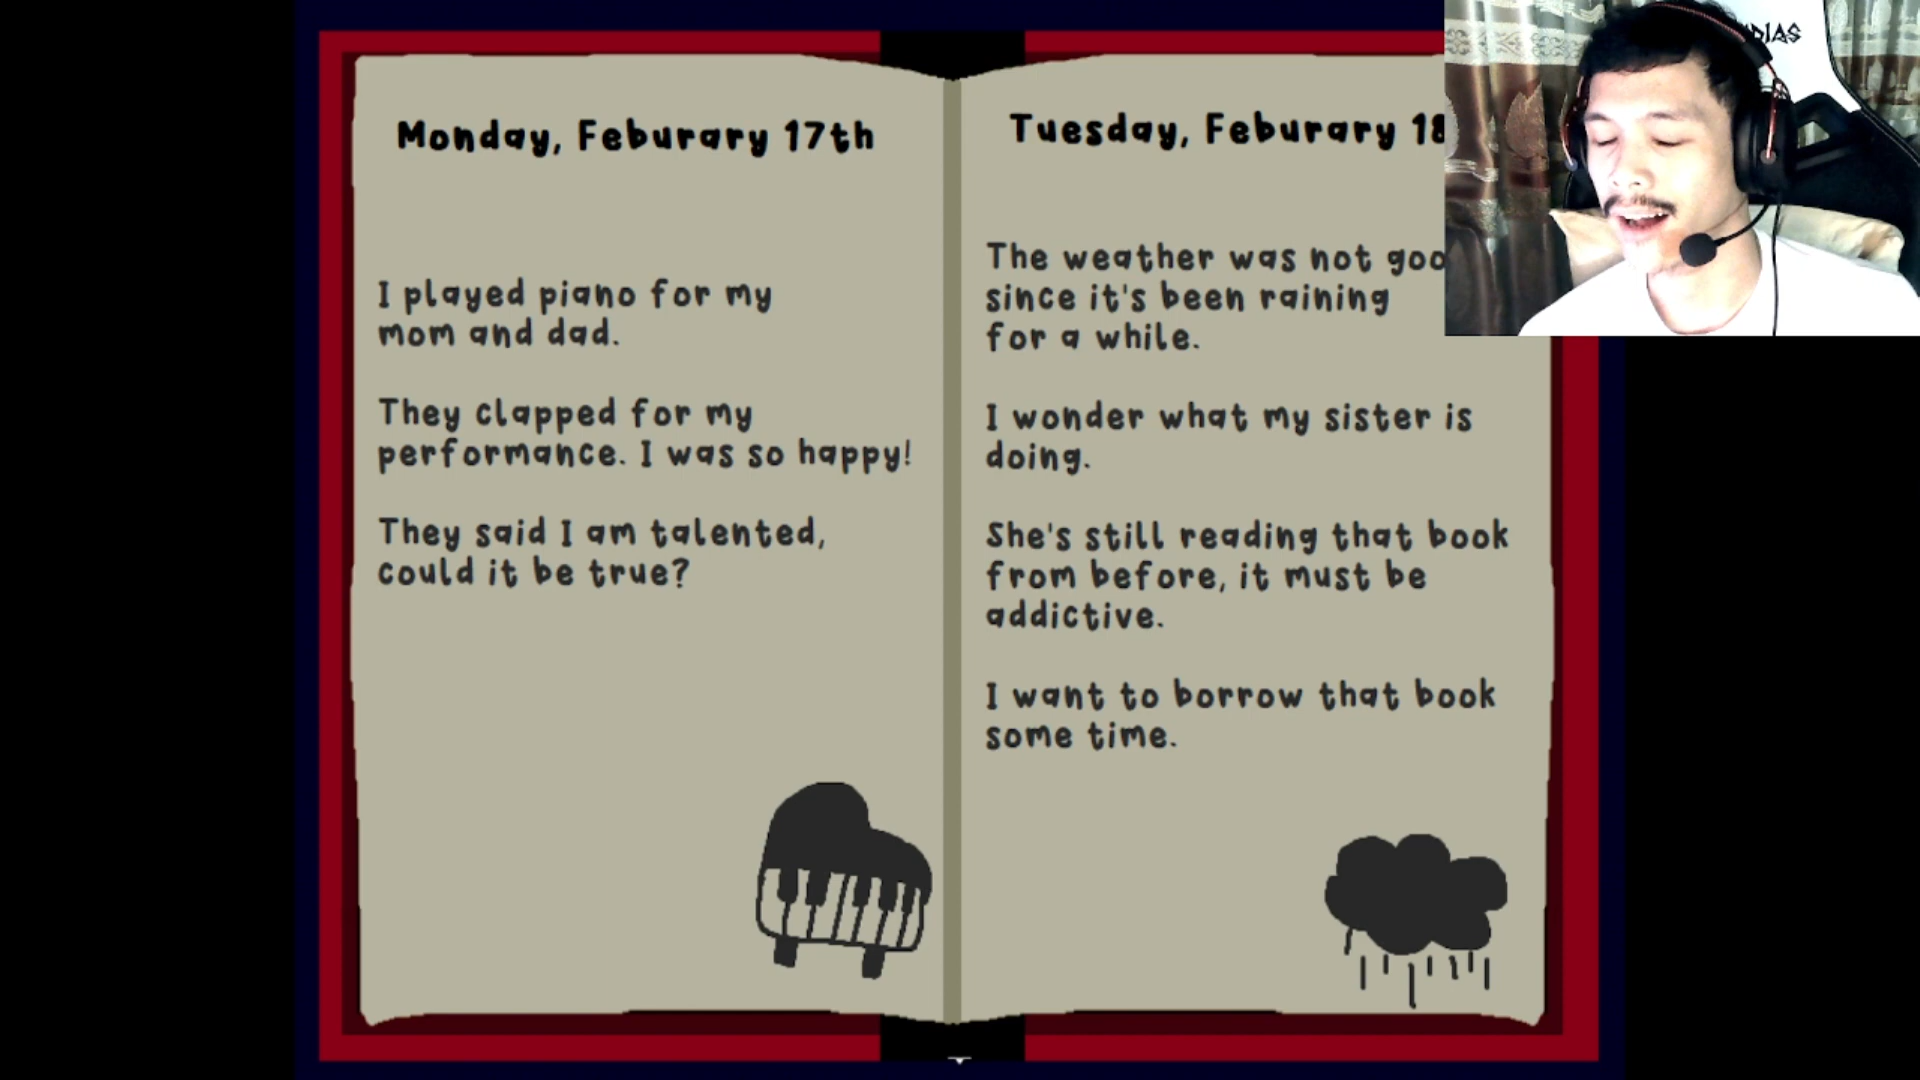 Monday, Feburary 17th
I played piano for my
mom and dad.
They clapped for my
performance. I was so happy!
They said I am talented,
could it be true?
Tuesday, Feburary 18
The weather was not goo
since it's been raining
for a while.
I wonder what my sister is
doing.
She's still reading that book
from before, it must be
addictive.
I want to borrow that book
some time.